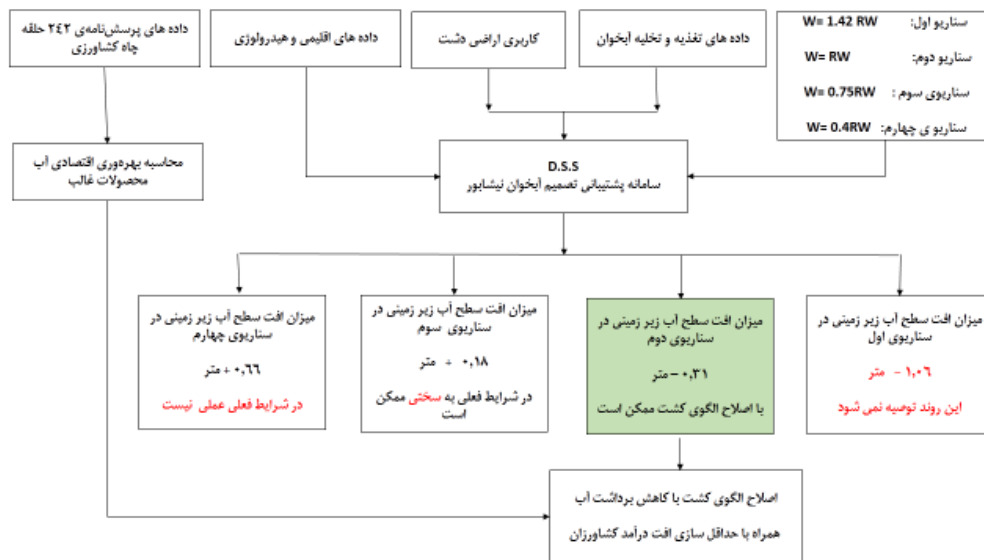 سناریو اول: W= 1.42 RW
سناریو دوم: W= RW
سناریوی سوم : W= 0.75RW
سناریو ی چهارم: W= 0.4RW
داده های تغذیه و تخلیه آبخوان
کاربری اراضی دشت
داده های اقلیمی و هیدرولوژی
داده های پرسش‌نامه‌ی ۲٤۲ حلقه
چاه کشاورزی
محاسبه بهره‌وری اقتصادی آب
محصولات غالب
D.S.S
سامانه پشتیبانی تصمیم آبخوان نیشابور
میزان افت سطح آب زیر زمینی در
سناریوی اول
۱,۰٦ - متر
این روند توصیه نمی شود
میزان افت سطح آب زیر زمینی در
سناریوی دوم
۰,۳۱ – متر
با اصلاح الگوی کشت ممکن است
میزان افت سطح آب زیر زمینی در
سناریوی سوم
۰,۱۸ + متر
در شرایط فعلی به سختی ممکن
است
میزان افت سطح آب زیر زمینی در
سناریوی چهارم
۰,٦٦ + متر
در شرایط فعلی عملی نیست
اصلاح الگوی کشت با کاهش برداشت آب
همراه با حداقل سازی افت درآمد کشاورزان